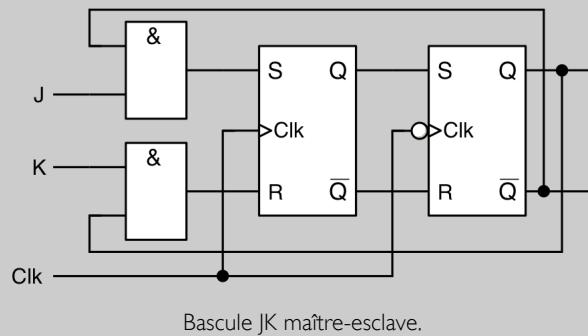 &
S Q S Q
J
Clk Clk
K
&
R Q̅ R Q̅
Clk
Bascule JK maître-esclave.